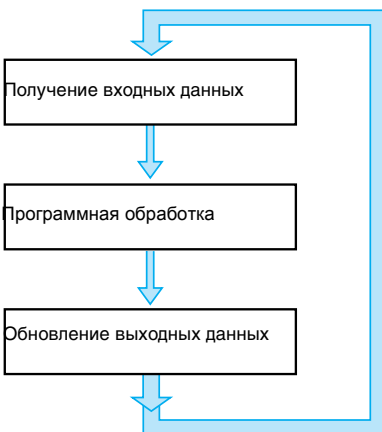 Получение входных данных
Программная обработка
Обновление выходных данных